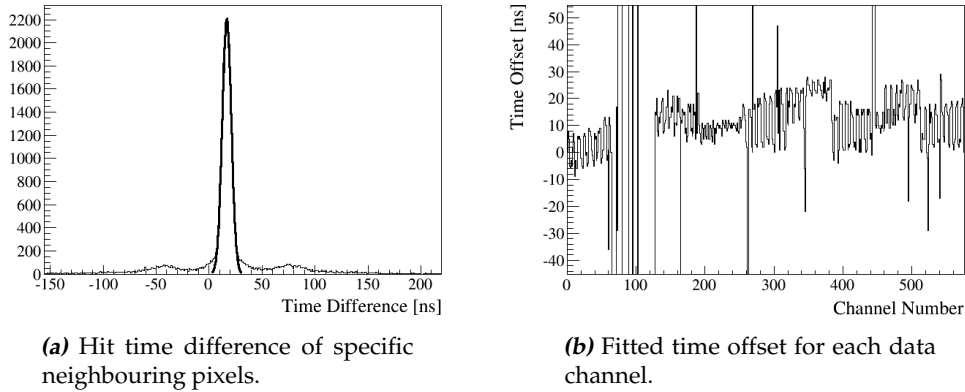 2200
2000
1800
1600
1400
1200
1000
800
600
400
200
0
-150 -100 -50 0 50 100 150 200
Time Difference [ns]
(a) Hit time difference of specific
neighbouring pixels.
Time Offset [ns]
50
40
30
20
10
0
-10
-20
-30
-40
0 100 200 300 400 500
Channel Number
(b) Fitted time offset for each data
channel.